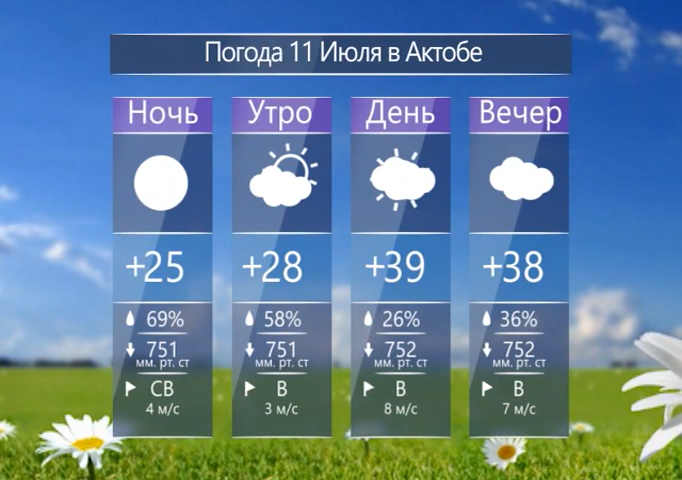 Погода 11 Июля в Актобе
Ночь
+25
69%
751
мм. рт. ст
СВ
4 м/с
Утро
+28
58%
751
мм. рт. ст
В
3 м/с
День
+39
26%
752
мм. рт. ст
В
8 м/с
Вечер
+38
36%
752
мм. рт. ст
В
7 м/с